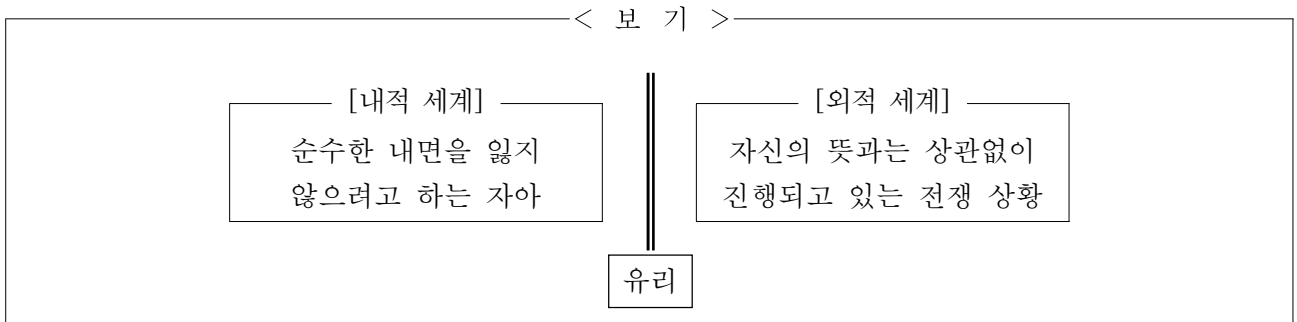 < 보 기 >
[내적 세계]
순수한 내면을 잃지
않으려고 하는 자아
[외적 세계]
자신의 뜻과는 상관없이
진행되고 있는 전쟁 상황
유리